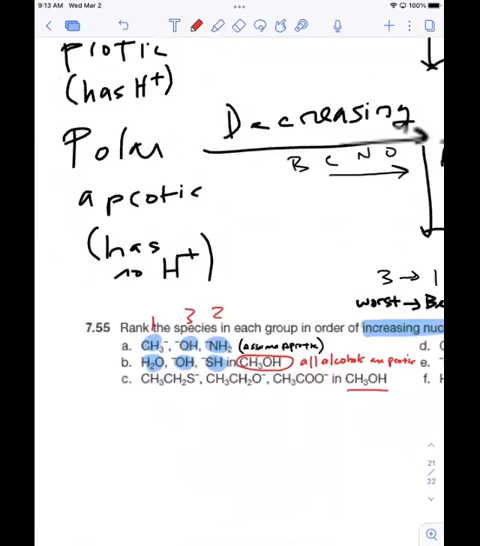 9:13 AM Wed Mar 2
100%
protic
(has H⁺)
Polar
aprotic
(has
no H⁺)
Decreasing
B C N O
3 → 1
worst → Be
1 3 2
7.55 Rank the species in each group in order of increasing nuc
a. CH₃⁻, ⁻OH, ⁻NH₂ (assume Aprotic) d.
b. H₂O, ⁻OH, ⁻SH in CH₃OH all alcohols are protic e.
c. CH₃CH₂S⁻, CH₃CH₂O⁻, CH₃COO⁻ in CH₃OH f. H
21
/
22